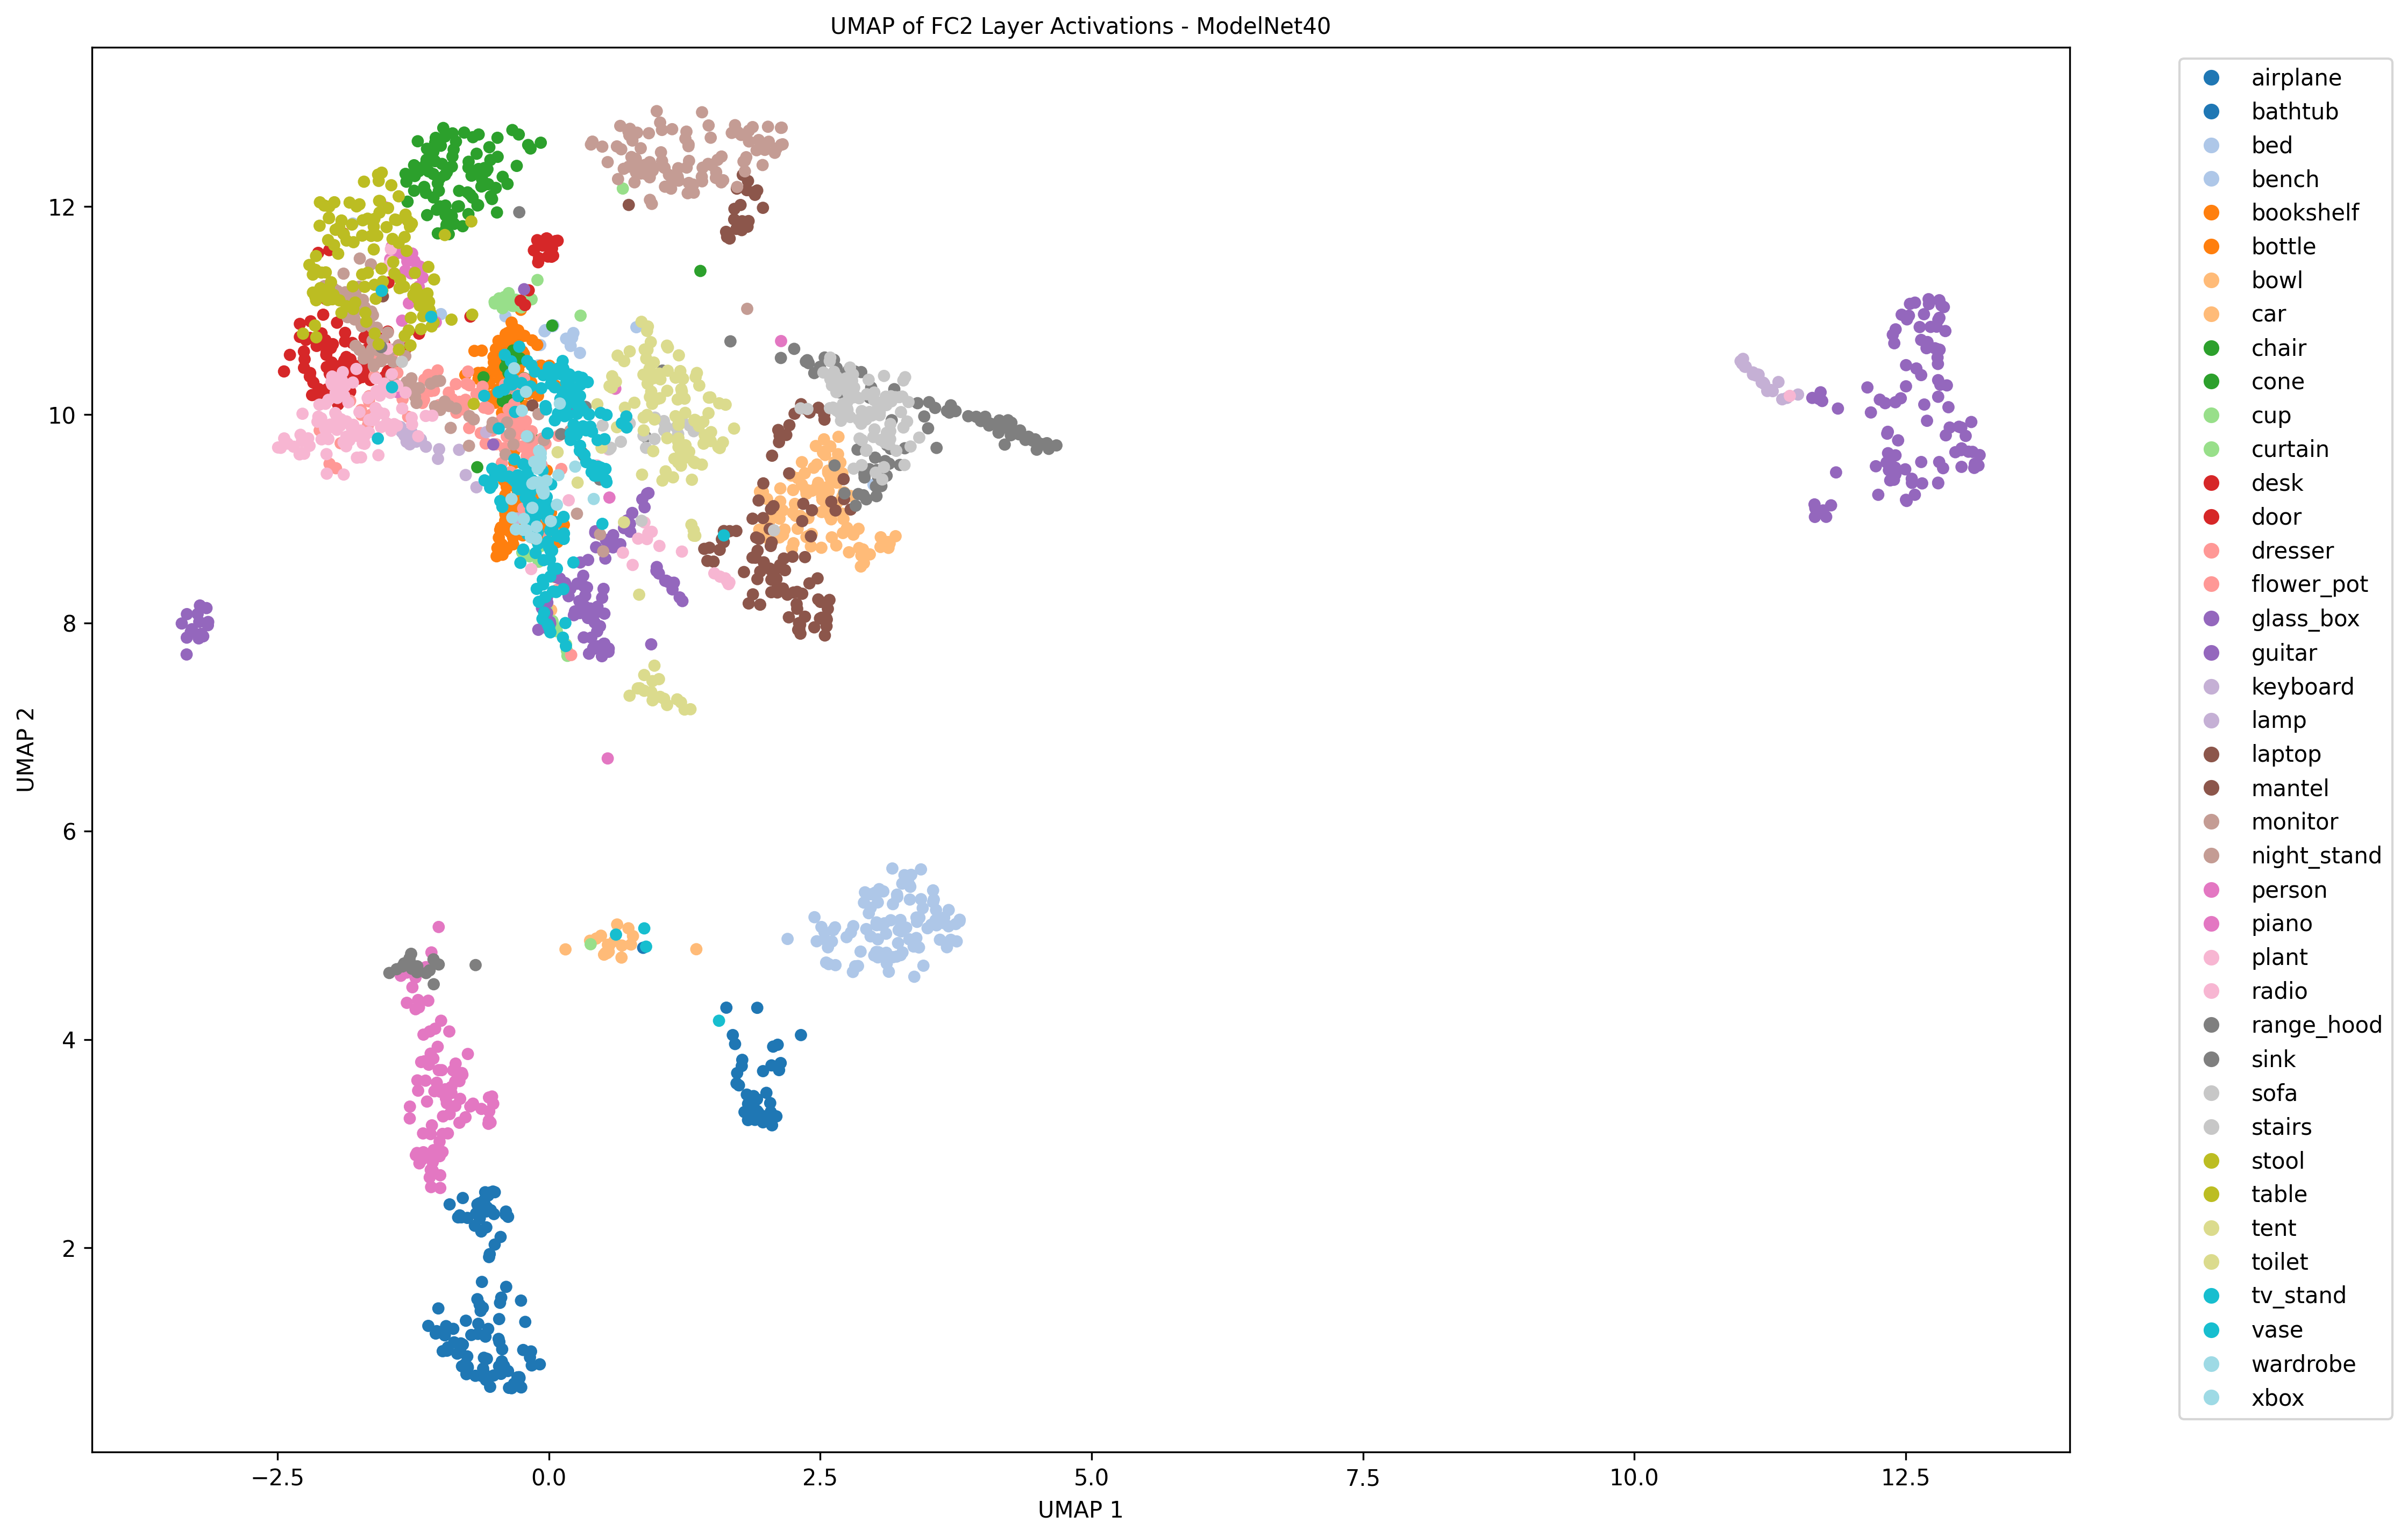 UMAP of FC2 Layer Activations - ModelNet40
12
10
8
6
4
2
UMAP 2
−2.5 0.0 2.5 5.0 7.5 10.0 12.5
UMAP 1
airplane
bathtub
bed
bench
bookshelf
bottle
bowl
car
chair
cone
cup
curtain
desk
door
dresser
flower_pot
glass_box
guitar
keyboard
lamp
laptop
mantel
monitor
night_stand
person
piano
plant
radio
range_hood
sink
sofa
stairs
stool
table
tent
toilet
tv_stand
vase
wardrobe
xbox